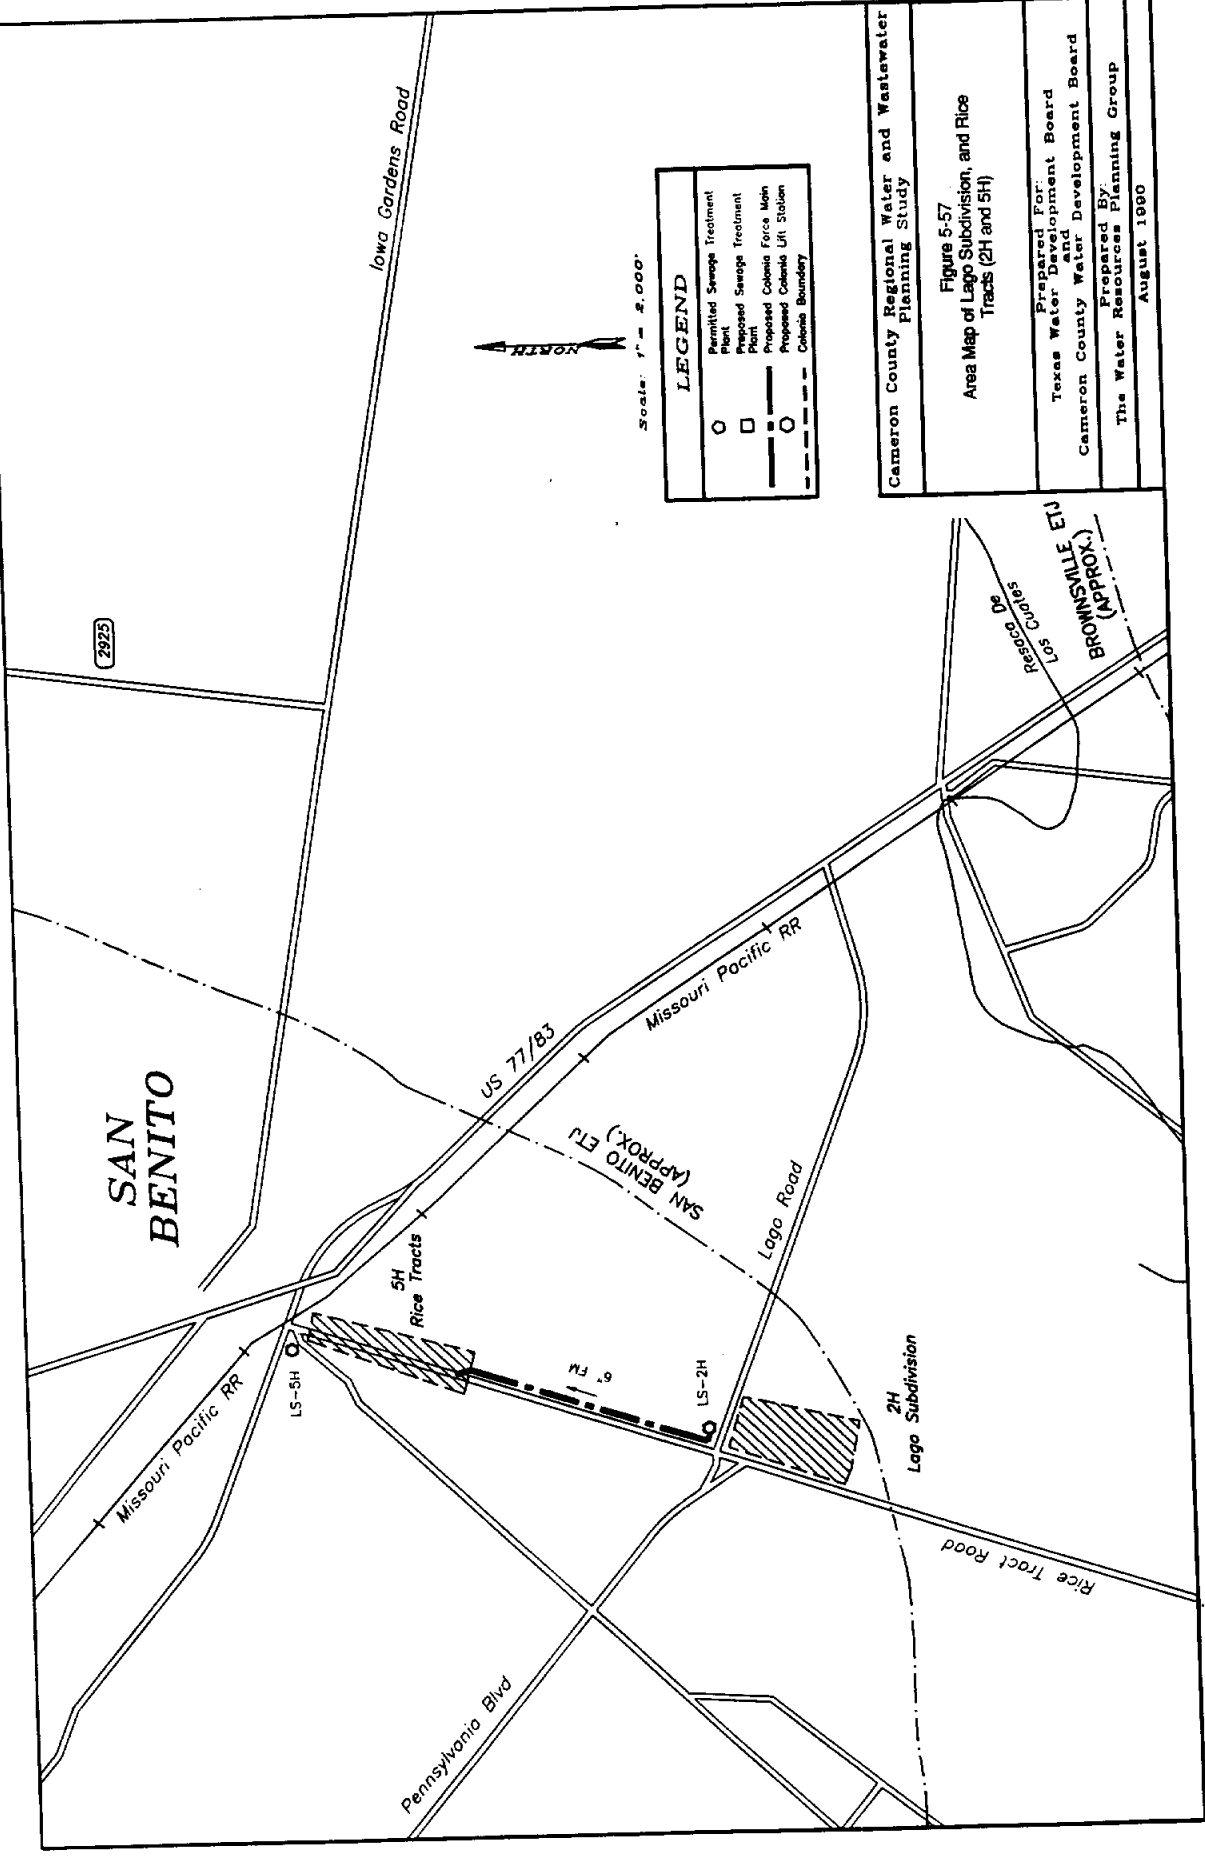 SAN
BENITO
2925
Iowa Gardens Road
Missouri Pacific RR
LS-5H
5H
Rice Tracts
US 77/83
Missouri Pacific RR
SAN BENITO ETJ
(APPROX.)
6" FM
LS-2H
Lago Road
2H
Lago Subdivision
Pennsylvania Blvd
Rice Tract Road
Resaca De
Los Cuates
BROWNSVILLE ETJ
(APPROX.)
NORTH
Scale: 1" = 2,000'
LEGEND
Permitted Sewage Treatment
Plant
Proposed Sewage Treatment
Plant
Proposed Colonia Force Main
Proposed Colonia Lift Station
Colonia Boundary
Cameron County Regional Water and Wastewater
Planning Study
Figure 5-57
Area Map of Lago Subdivision, and Rice
Tracts (2H and 5H)
Prepared For:
Texas Water Development Board
and
Cameron County Water Development Board
Prepared By:
The Water Resources Planning Group
August 1990